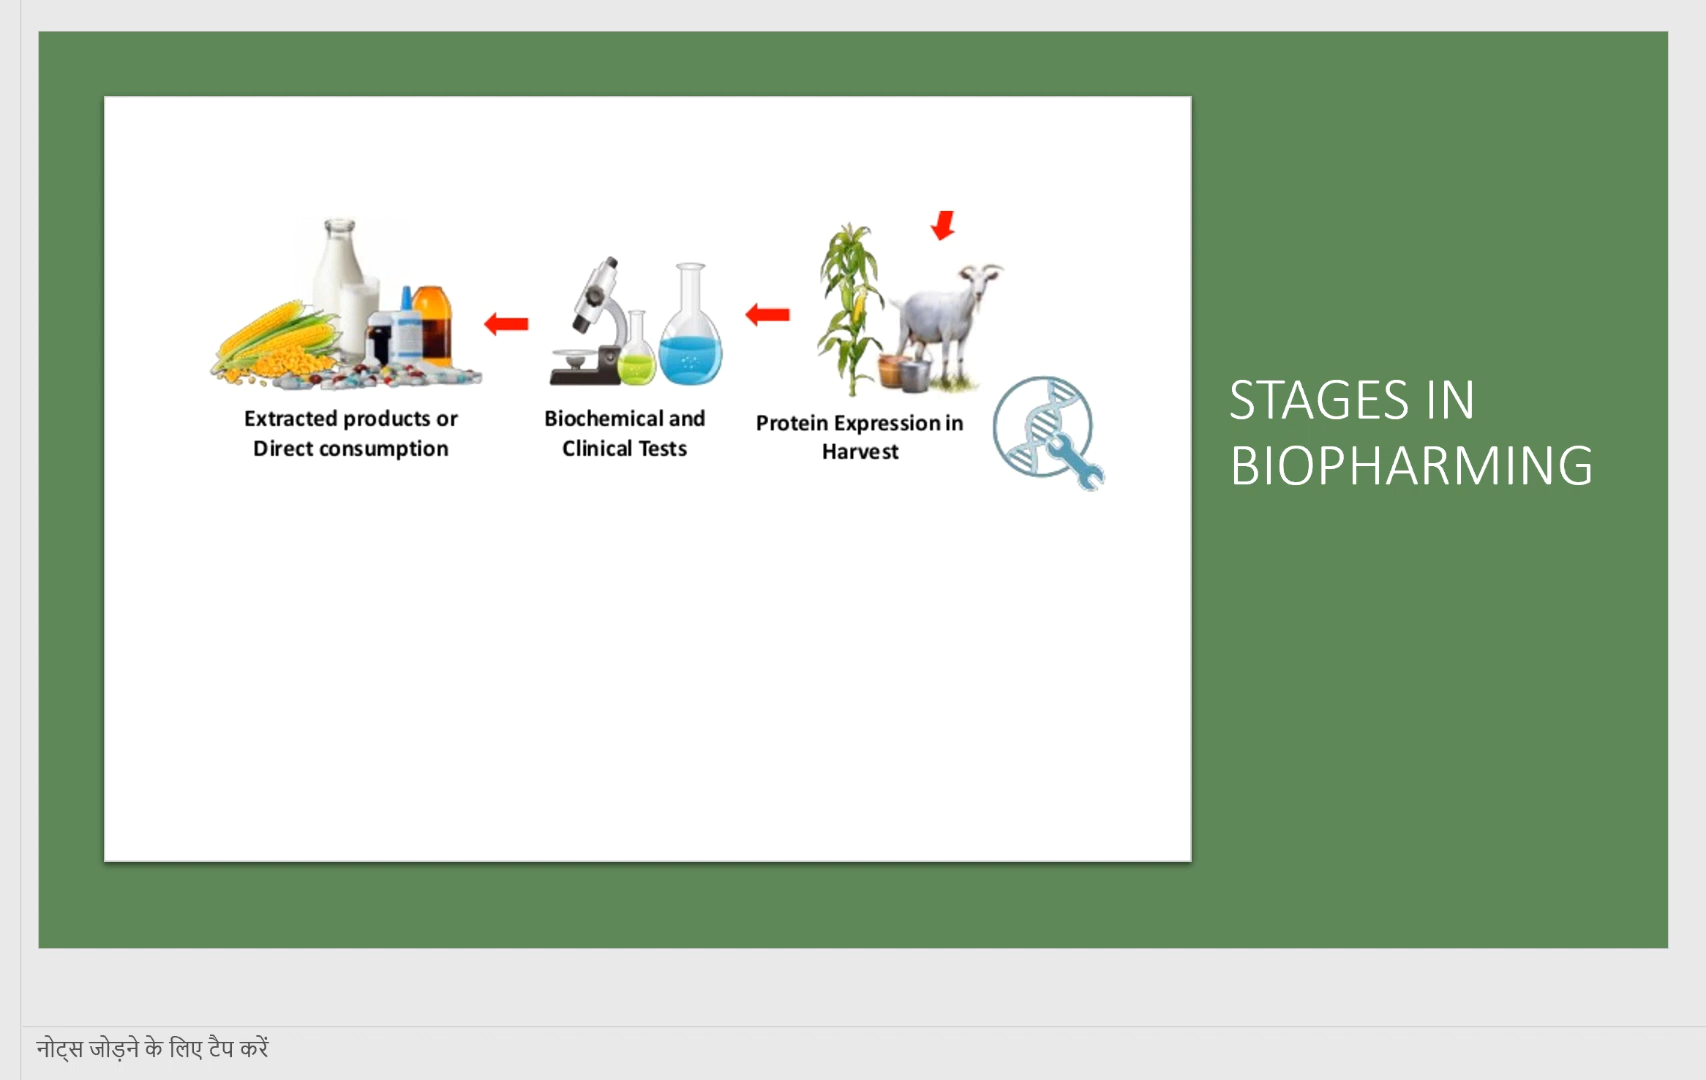 Extracted products or
Direct consumption
Biochemical and
Clinical Tests
Protein Expression in
Harvest
STAGES IN
BIOPHARMING
नोट्स जोड़ने के लिए टैप करें